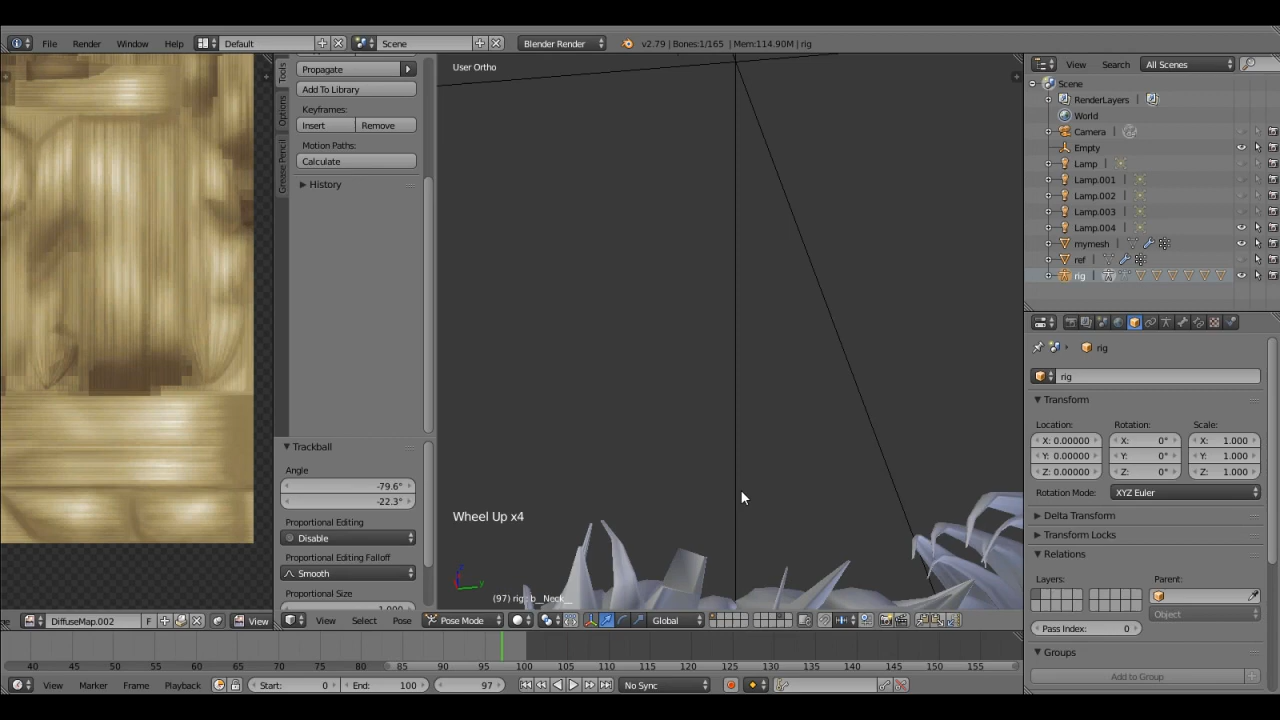 File Render Window Help Default Scene Blender Render v2.79 | Bones:1/165 | Mem:114.90M | rig
Tools
Options
Grease Pencil
Propagate
Add To Library
Keyframes:
Insert Remove
Motion Paths:
Calculate
History
Trackball
Angle
-79.6°
-22.3°
Proportional Editing
Disable
Proportional Editing Falloff
Smooth
Proportional Size
User Ortho
Wheel Up x4
(97) rig : b__Neck__
View Search All Scenes
Scene
RenderLayers |
World
Camera |
Empty
Lamp |
Lamp.001 |
Lamp.002 |
Lamp.003 |
Lamp.004 |
mymesh |
ref |
rig |
rig
rig
Transform
Location: Rotation: Scale:
X: 0.00000 X: 0° X: 1.000
Y: 0.00000 Y: 0° Y: 1.000
Z: 0.00000 Z: 0° Z: 1.000
Rotation Mode: XYZ Euler
Delta Transform
Transform Locks
Relations
Layers: Parent:
Object
Pass Index: 0
Groups
Add to Group
DiffuseMap.002 F View
View Select Pose Pose Mode Global
40 45 50 55 60 65 70 75 80 85 90 95 100 105 110 115 120 125 130 135 140 145 150 155
View Marker Frame Playback Start: 0 End: 100 97 No Sync